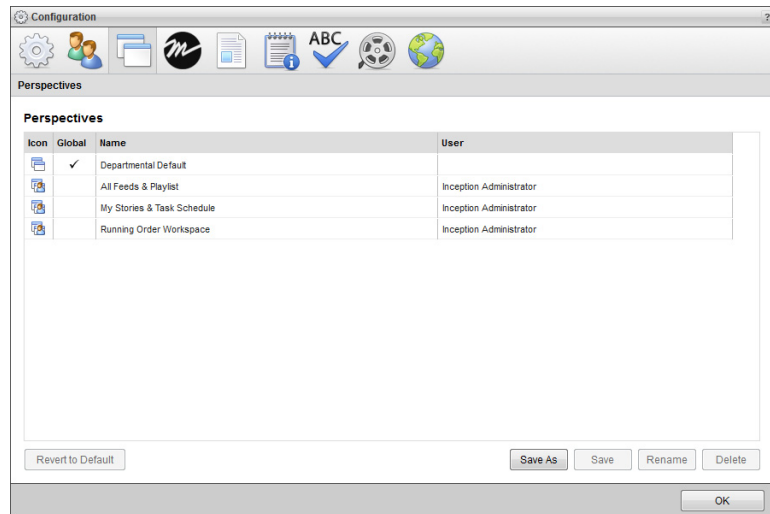 Configuration ?
ABC
Perspectives
Perspectives
Icon Global Name User
✓ Departmental Default
All Feeds & Playlist Inception Administrator
My Stories & Task Schedule Inception Administrator
Running Order Workspace Inception Administrator
Revert to Default Save As Save Rename Delete
OK